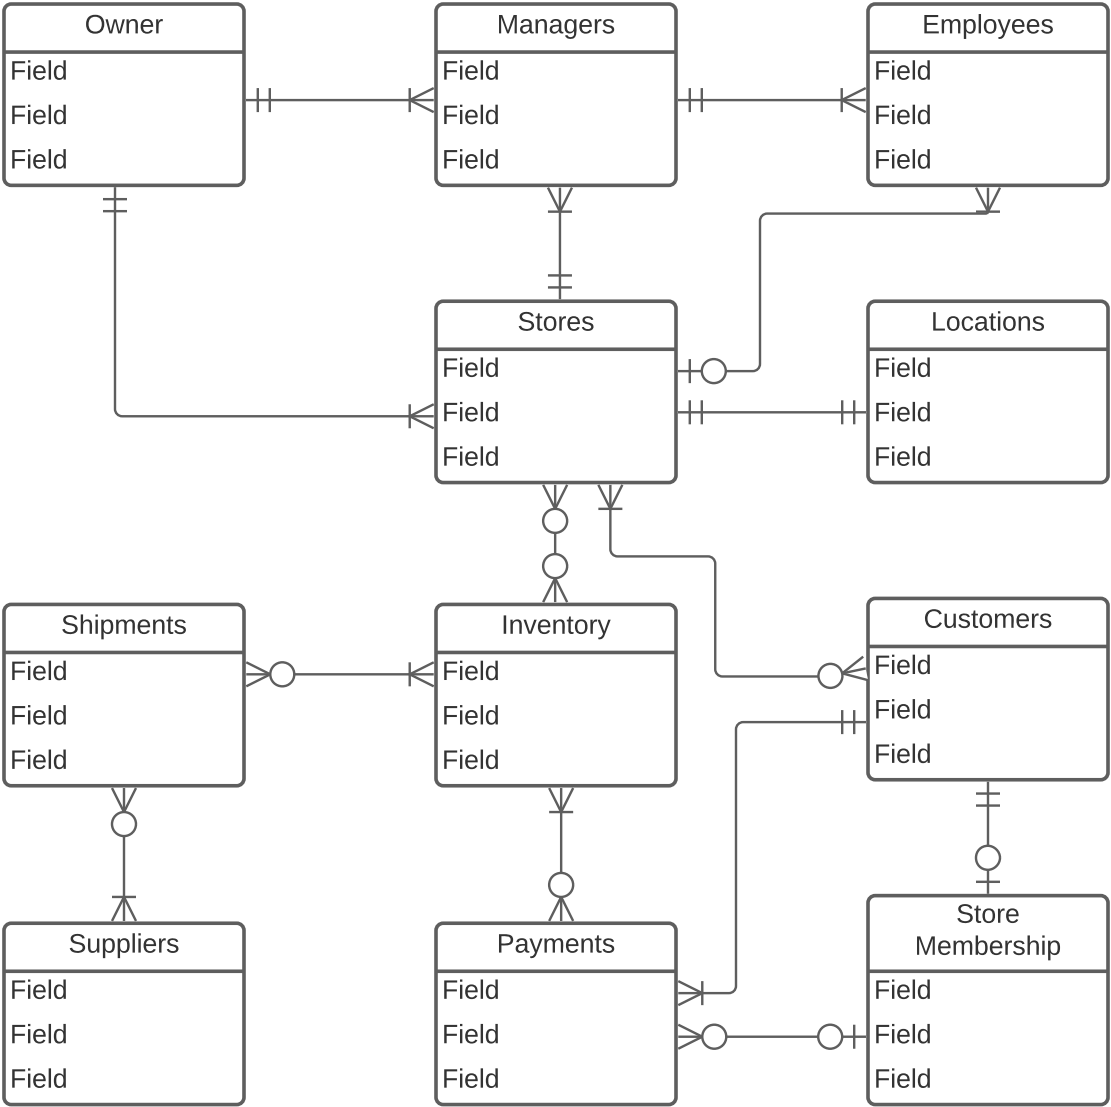 Owner
Field
Field
Field
Managers
Field
Field
Field
Employees
Field
Field
Field
Stores
Field
Field
Field
Locations
Field
Field
Field
Shipments
Field
Field
Field
Inventory
Field
Field
Field
Customers
Field
Field
Field
Suppliers
Field
Field
Field
Payments
Field
Field
Field
Store
Membership
Field
Field
Field